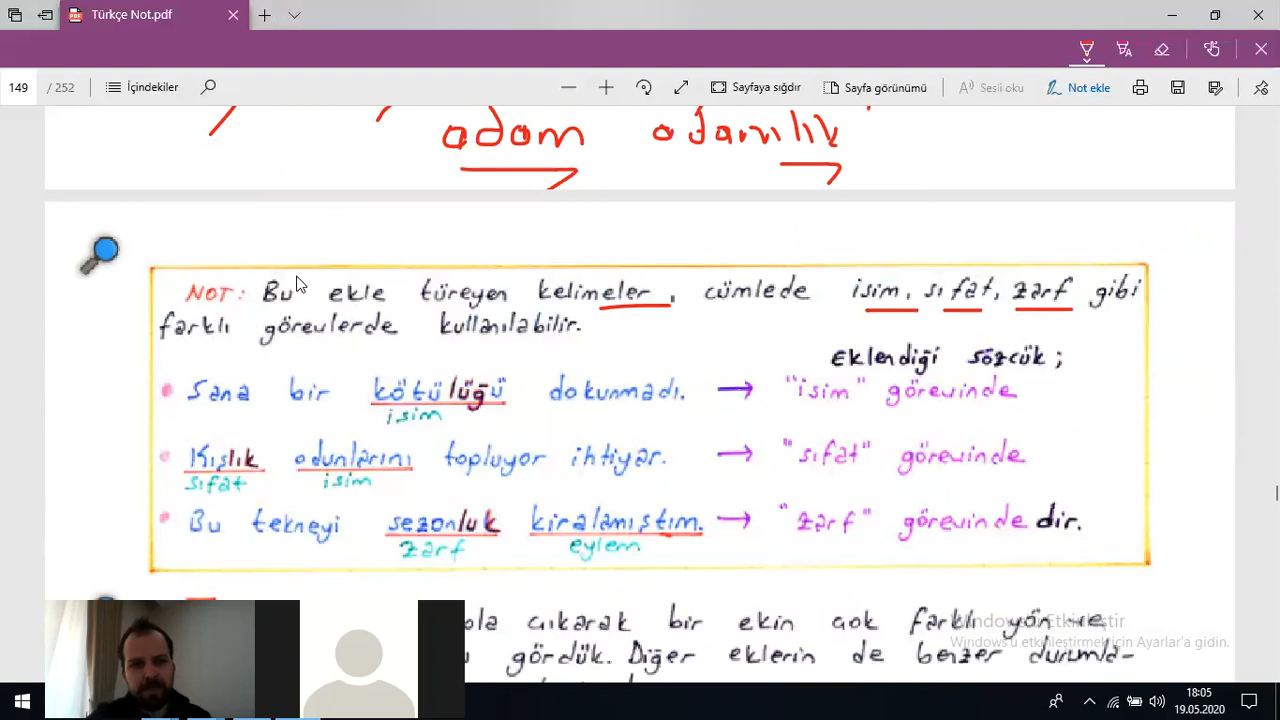 Türkçe Not.pdf
149 / 252 İçindekiler Sayfaya sığdır Sayfa görünümü Sesli oku Not ekle
adam adamlık
NOT: Bu ekle türeyen kelimeler, cümlede isim, sıfat, zarf gibi
farklı görevlerde kullanılabilir.
Eklendiği sözcük;
Sana bir kötülüğü dokunmadı. → "isim" görevinde
isim
Kışlık odunlarını topluyor ihtiyar. → "sıfat" görevinde
sıfat isim
Bu tekneyi sezonluk kiralamıştım. → "zarf" görevinde dir.
zarf eylem
çıkarak bir ekin çok farklı yön ve
gördük. Diğer eklerin de benzer durumla-
Windows'u Etkinleştir
Windows'u etkinleştirmek için Ayarlar'a gidin.
18:05
19.05.2020